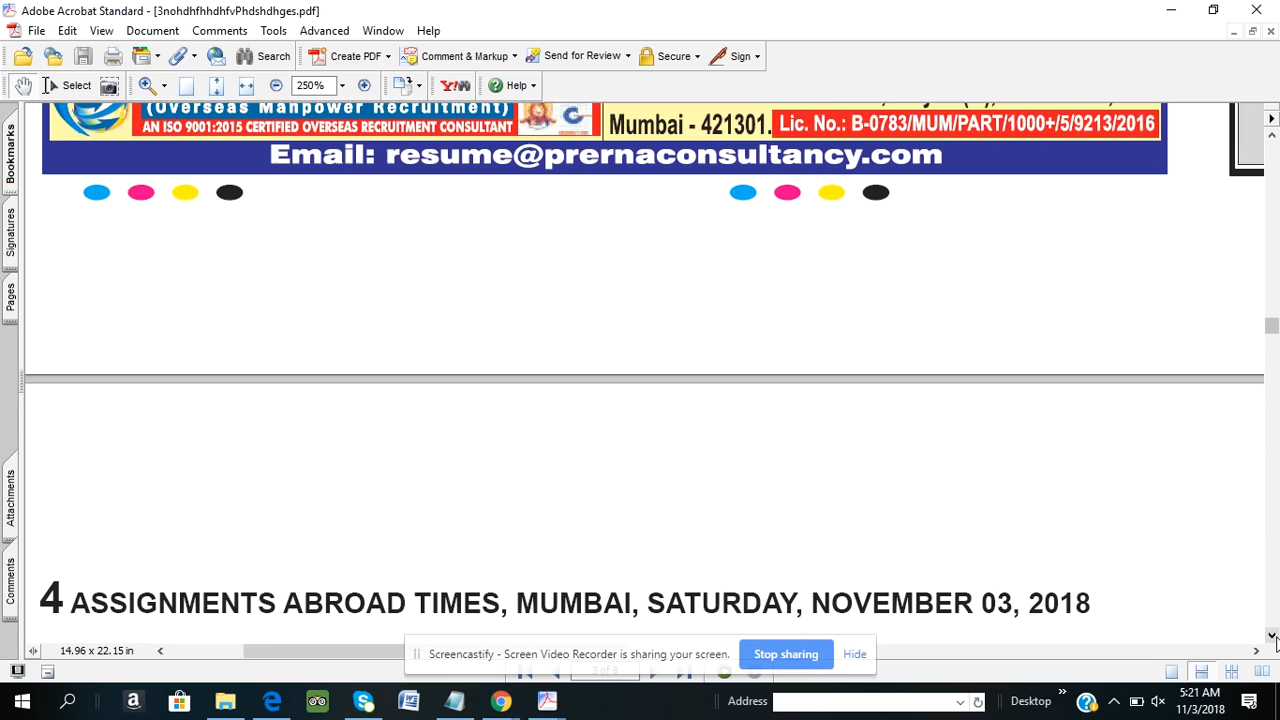 Adobe Acrobat Standard - [3nohdhfhhdhfvPhdshdhges.pdf]
File Edit View Document Comments Tools Advanced Window Help
Search Create PDF Comment & Markup Send for Review Secure Sign
Select 250% Y! Help
Bookmarks
Signatures
Pages
Attachments
Comments
(Overseas Manpower Recruitment)
AN ISO 9001:2015 CERTIFIED OVERSEAS RECRUITMENT CONSULTANT
Mumbai - 421301. Lic. No.: B-0783/MUM/PART/1000+/5/9213/2016
Email: resume@prernaconsultancy.com
4 ASSIGNMENTS ABROAD TIMES, MUMBAI, SATURDAY, NOVEMBER 03, 2018
14.96 x 22.15 in
Screencastify - Screen Video Recorder is sharing your screen. Stop sharing Hide
3 of 8
Address Desktop
5:21 AM
11/3/2018